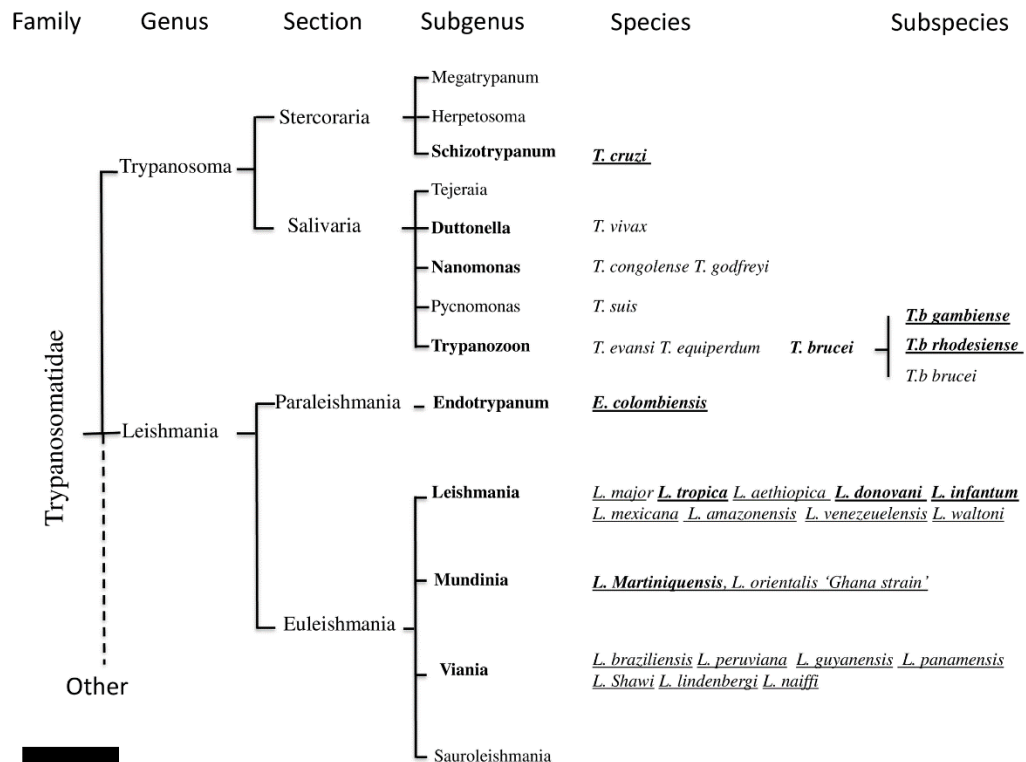 Family Genus Section Subgenus Species Subspecies
Megatrypanum
Stercoraria Herpetosoma
Schizotrypanum T. cruzi
Trypanosoma
Tejeraia
Salivaria Duttonella T. vivax
Nanomonas T. congolense T. godfreyi
Pycnomonas T. suis
T.b gambiense
Trypanozoon T. evansi T. equiperdum T. brucei T.b rhodesiense
T.b brucei
Paraleishmania Endotrypanum E. colombiensis
Trypanosomatidae
Leishmania
Leishmania L. major L. tropica L. aethiopica L. donovani L. infantum
L. mexicana L. amazonensis L. venezeuelensis L. waltoni
Mundinia L. Martiniquensis, L. orientalis ‘Ghana strain’
Euleishmania
Viania L. braziliensis L. peruviana L. guyanensis L. panamensis
L. Shawi L. lindenbergi L. naiffi
Other
Sauroleishmania